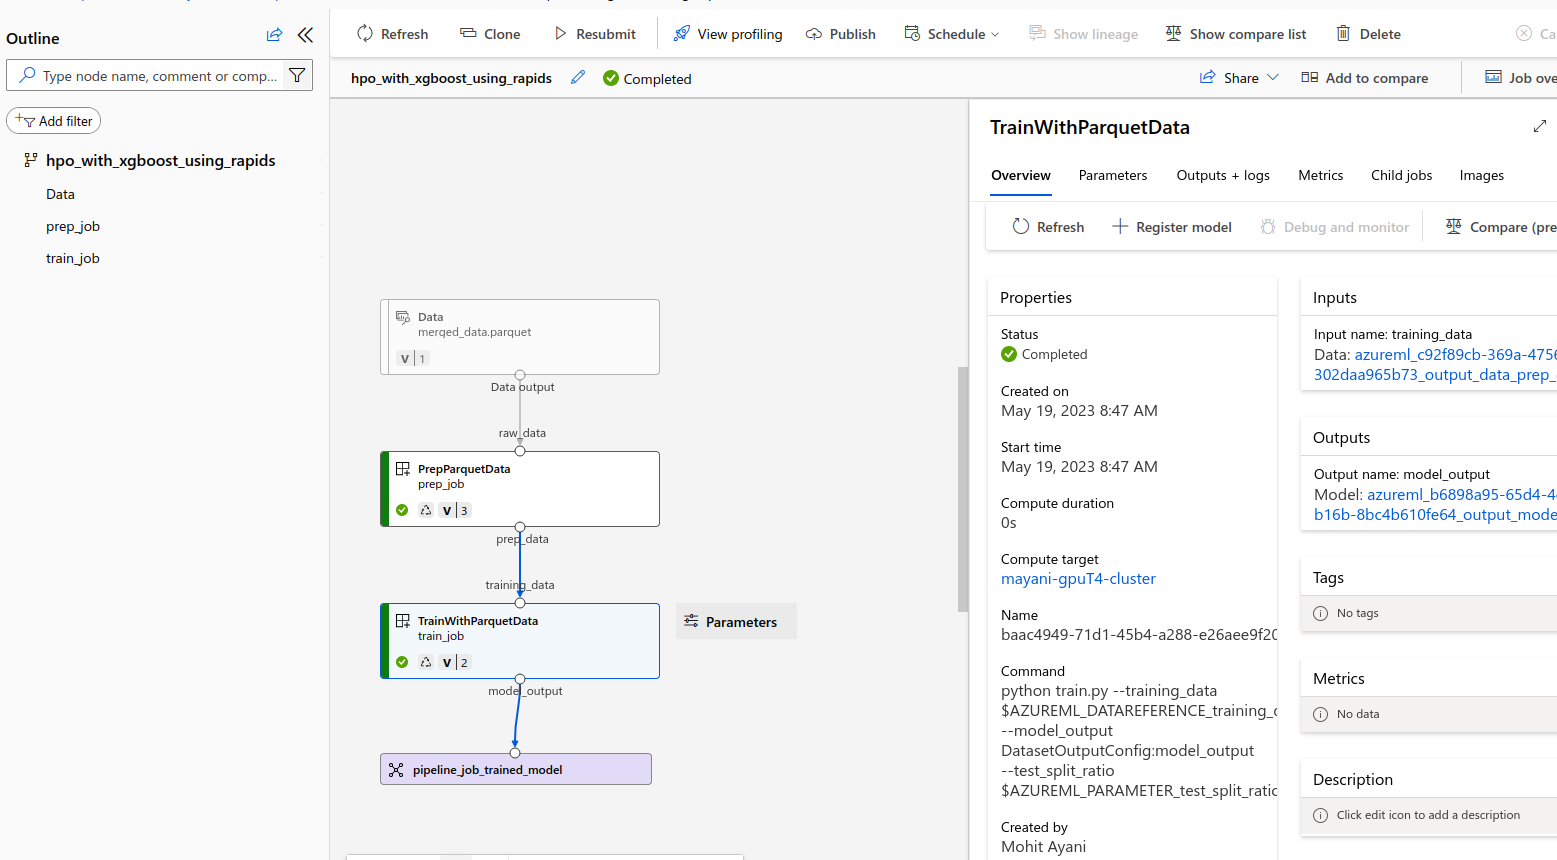 Outline
Type node name, comment or comp...
Add filter
hpo_with_xgboost_using_rapids
Data
prep_job
train_job
Refresh
Clone
Resubmit
View profiling
Publish
Schedule
Show lineage
Show compare list
Delete
Ca
hpo_with_xgboost_using_rapids
Completed
Share
Add to compare
Job ove
Data
merged_data.parquet
V 1
Data output
raw_data
PrepParquetData
prep_job
V 3
prep_data
training_data
TrainWithParquetData
train_job
V 2
Parameters
model_output
pipeline_job_trained_model
TrainWithParquetData
Overview
Parameters
Outputs + logs
Metrics
Child jobs
Images
Refresh
Register model
Debug and monitor
Compare (pre
Properties
Status
Completed
Created on
May 19, 2023 8:47 AM
Start time
May 19, 2023 8:47 AM
Compute duration
0s
Compute target
mayani-gpuT4-cluster
Name
baac4949-71d1-45b4-a288-e26aee9f20
Command
python train.py --training_data
$AZUREML_DATAREFERENCE_training_d
--model_output
DatasetOutputConfig:model_output
--test_split_ratio
$AZUREML_PARAMETER_test_split_ratio
Created by
Mohit Ayani
Inputs
Input name: training_data
Data: azureml_c92f89cb-369a-4756
302daa965b73_output_data_prep_
Outputs
Output name: model_output
Model: azureml_b6898a95-65d4-4
b16b-8bc4b610fe64_output_mode
Tags
No tags
Metrics
No data
Description
Click edit icon to add a description